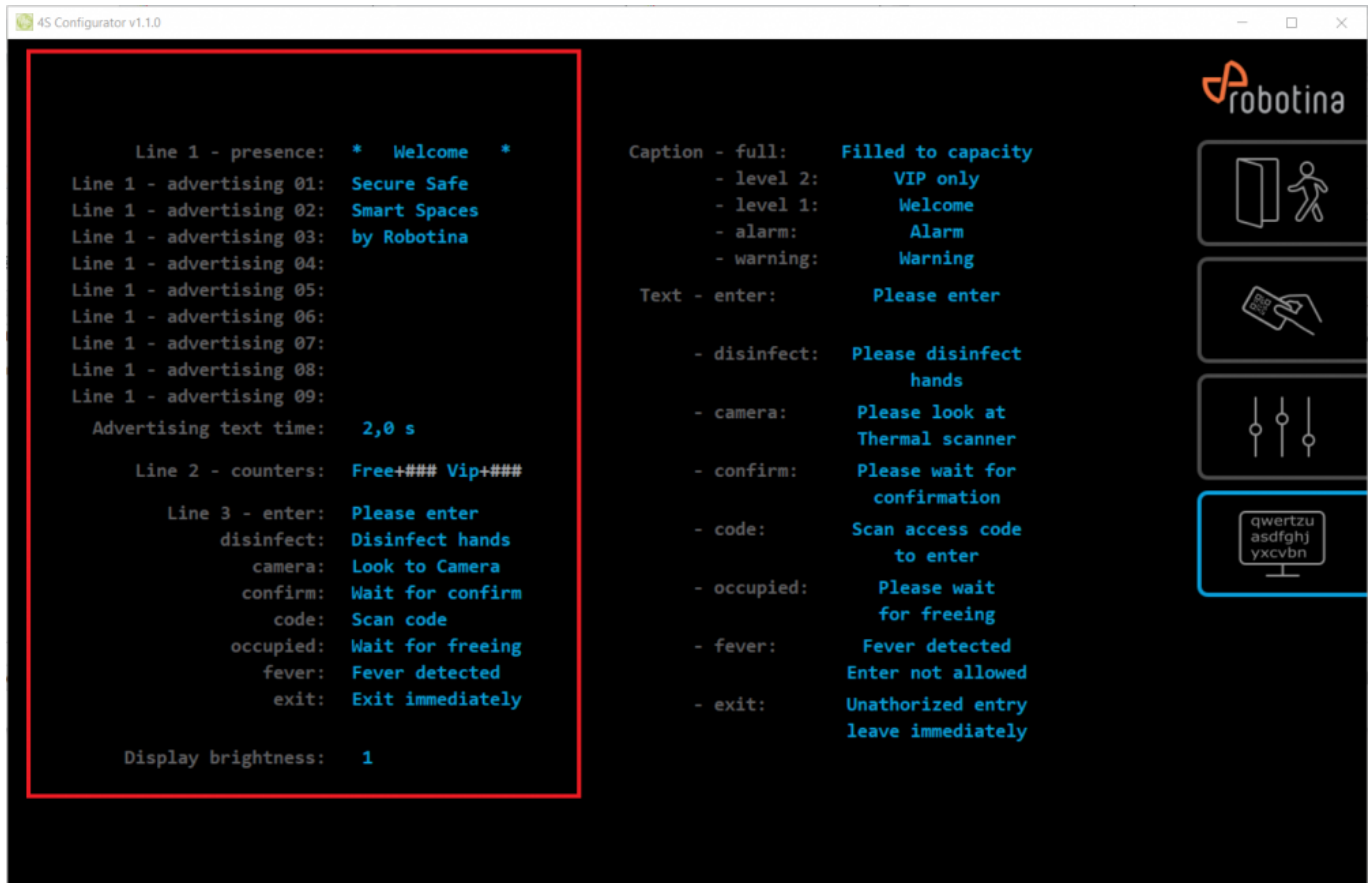 4S Configurator v1.1.0
robotina
Line 1 - presence: * Welcome *
Line 1 - advertising 01: Secure Safe
Line 1 - advertising 02: Smart Spaces
Line 1 - advertising 03: by Robotina
Line 1 - advertising 04:
Line 1 - advertising 05:
Line 1 - advertising 06:
Line 1 - advertising 07:
Line 1 - advertising 08:
Line 1 - advertising 09:
Advertising text time: 2,0 s
Line 2 - counters: Free+### Vip+###
Line 3 - enter: Please enter
disinfect: Disinfect hands
camera: Look to Camera
confirm: Wait for confirm
code: Scan code
occupied: Wait for freeing
fever: Fever detected
exit: Exit immediately
Display brightness: 1
Caption - full: Filled to capacity
- level 2: VIP only
- level 1: Welcome
- alarm: Alarm
- warning: Warning
Text - enter: Please enter
- disinfect: Please disinfect
hands
- camera: Please look at
Thermal scanner
- confirm: Please wait for
confirmation
- code: Scan access code
to enter
- occupied: Please wait
for freeing
- fever: Fever detected
Enter not allowed
- exit: Unathorized entry
leave immediately
qwertzu
asdfghj
yxcvbn